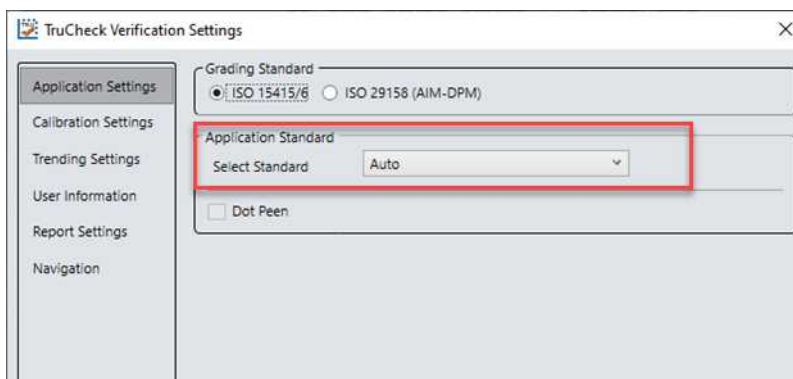 TruCheck Verification Settings
Application Settings
Calibration Settings
Trending Settings
User Information
Report Settings
Navigation
Grading Standard
ISO 15415/6 ISO 29158 (AIM-DPM)
Application Standard
Select Standard Auto
Dot Peen